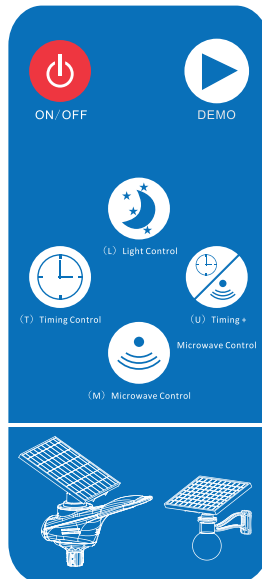 ON/OFF
DEMO
（L）Light Control
（T）Timing Control
（U）Timing +
Microwave Control
（M）Microwave Control